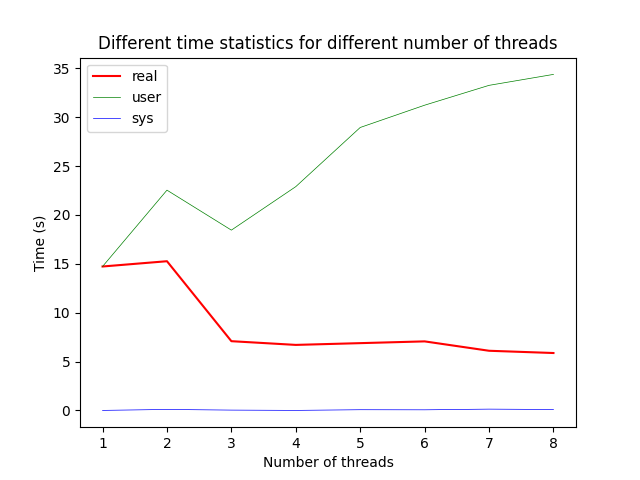 Different time statistics for different number of threads
real
user
sys
35
30
25
20
15
10
5
0
Time (s)
1 2 3 4 5 6 7 8
Number of threads